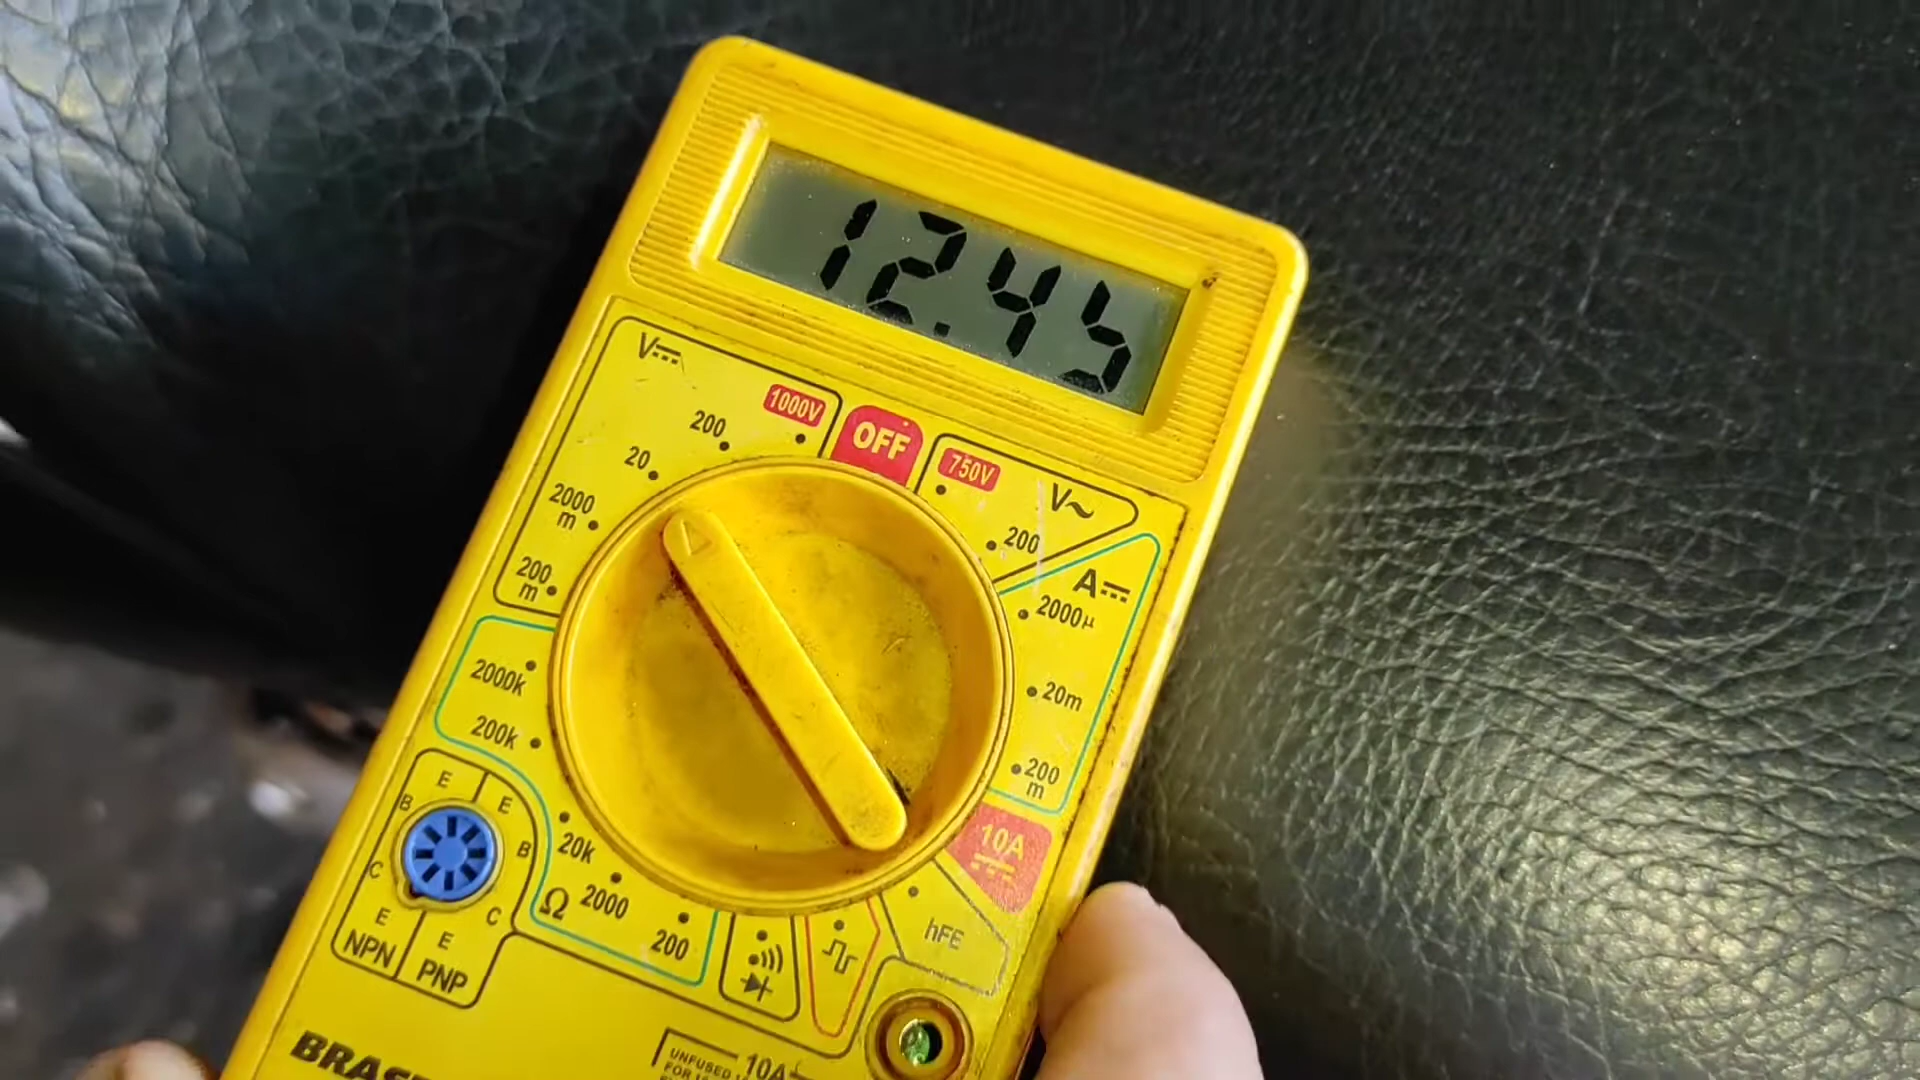 12.45
V⎓
1000V
200
20
2000
m
200
m
OFF
750V
V~
200
A⎓
2000µ
20m
200
m
10A
2000k
200k
20k
Ω 2000
200
hFE
E
E
B
B
C
C
E
E
NPN
PNP
10A
UNFUSED